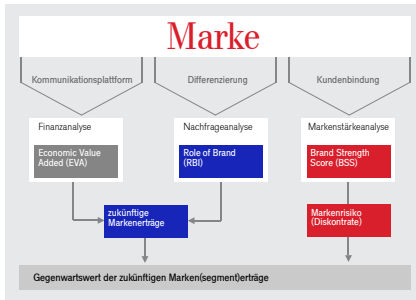 Marke
Kommunikationsplattform
Differenzierung
Kundenbindung
Finanzanalyse
Nachfrageanalyse
Markenstärkeanalyse
Economic Value
Added (EVA)
Role of Brand
(RBI)
Brand Strength
Score (BSS)
zukünftige
Markenerträge
Markenrisiko
(Diskontrate)
Gegenwartswert der zukünftigen Marken(segment)erträge